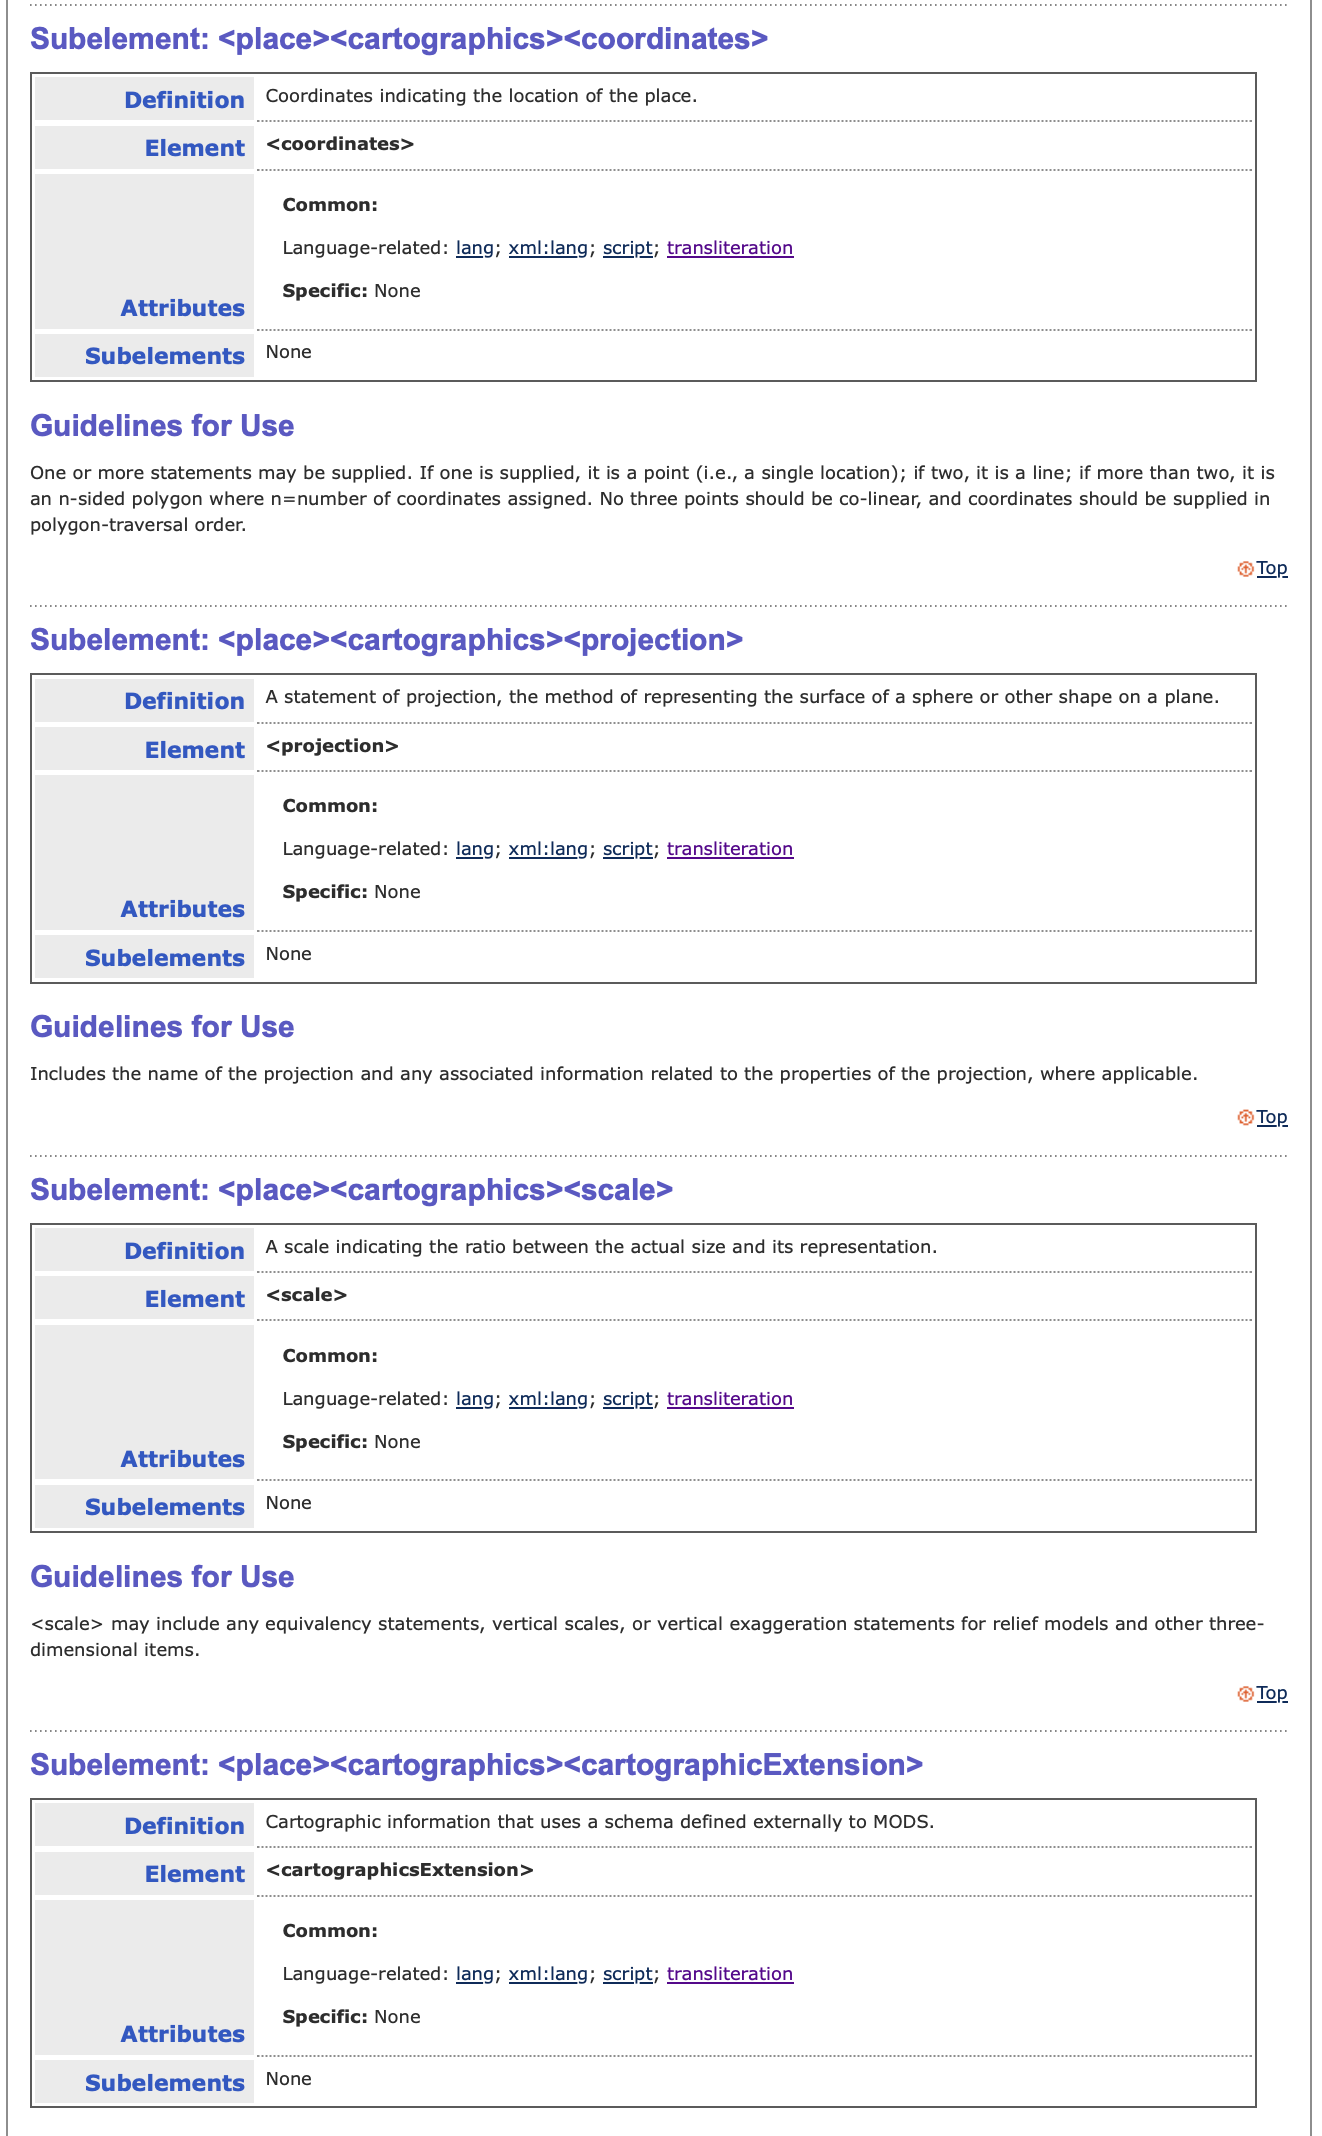 Subelement: <place><cartographics><coordinates>
Definition Coordinates indicating the location of the place.
Element <coordinates>
Common:
Language-related: lang; xml:lang; script; transliteration
Specific: None
Attributes
Subelements None
Guidelines for Use
One or more statements may be supplied. If one is supplied, it is a point (i.e., a single location); if two, it is a line; if more than two, it is
an n-sided polygon where n=number of coordinates assigned. No three points should be co-linear, and coordinates should be supplied in
polygon-traversal order.
Top
Subelement: <place><cartographics><projection>
Definition A statement of projection, the method of representing the surface of a sphere or other shape on a plane.
Element <projection>
Common:
Language-related: lang; xml:lang; script; transliteration
Specific: None
Attributes
Subelements None
Guidelines for Use
Includes the name of the projection and any associated information related to the properties of the projection, where applicable.
Top
Subelement: <place><cartographics><scale>
Definition A scale indicating the ratio between the actual size and its representation.
Element <scale>
Common:
Language-related: lang; xml:lang; script; transliteration
Specific: None
Attributes
Subelements None
Guidelines for Use
<scale> may include any equivalency statements, vertical scales, or vertical exaggeration statements for relief models and other three-
dimensional items.
Top
Subelement: <place><cartographics><cartographicExtension>
Definition Cartographic information that uses a schema defined externally to MODS.
Element <cartographicsExtension>
Common:
Language-related: lang; xml:lang; script; transliteration
Specific: None
Attributes
Subelements None